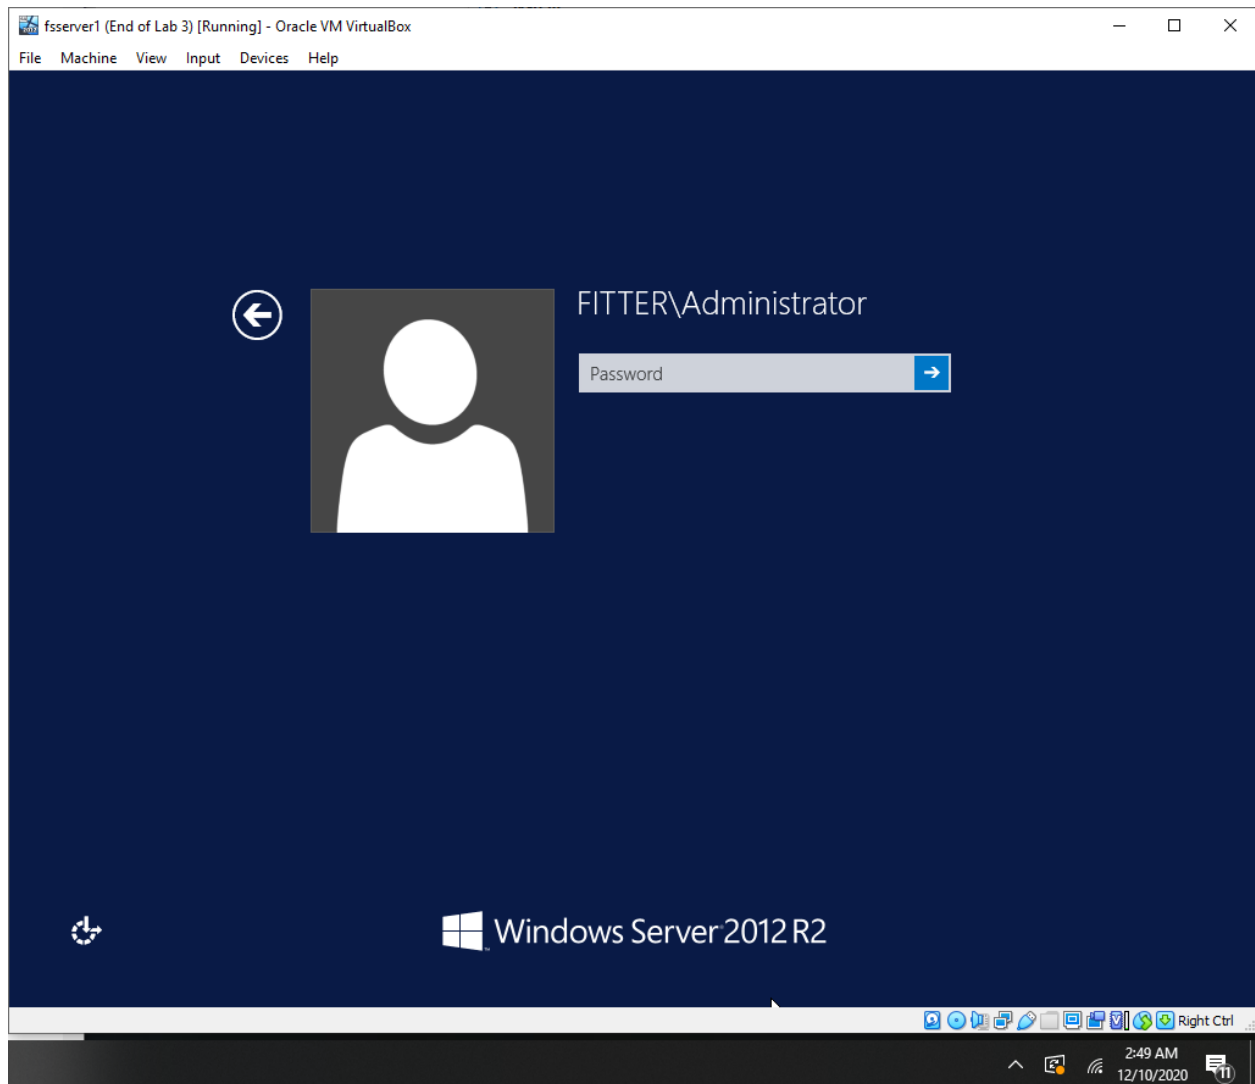 fsserver1 (End of Lab 3) [Running] - Oracle VM VirtualBox
File Machine View Input Devices Help
FITTER\Administrator
Password
Windows Server 2012 R2
Right Ctrl
2:49 AM
12/10/2020
11